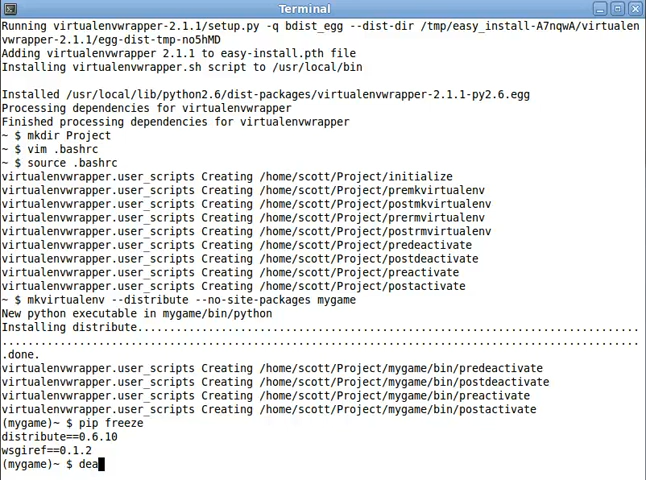 Terminal
Running virtualenvwrapper-2.1.1/setup.py -q bdist_egg --dist-dir /tmp/easy_install-A7nqwA/virtualen
vwrapper-2.1.1/egg-dist-tmp-no5hMD
Adding virtualenvwrapper 2.1.1 to easy-install.pth file
Installing virtualenvwrapper.sh script to /usr/local/bin
Installed /usr/local/lib/python2.6/dist-packages/virtualenvwrapper-2.1.1-py2.6.egg
Processing dependencies for virtualenvwrapper
Finished processing dependencies for virtualenvwrapper
~ $ mkdir Project
~ $ vim .bashrc
~ $ source .bashrc
virtualenvwrapper.user_scripts Creating /home/scott/Project/initialize
virtualenvwrapper.user_scripts Creating /home/scott/Project/premkvirtualenv
virtualenvwrapper.user_scripts Creating /home/scott/Project/postmkvirtualenv
virtualenvwrapper.user_scripts Creating /home/scott/Project/prermvirtualenv
virtualenvwrapper.user_scripts Creating /home/scott/Project/postrmvirtualenv
virtualenvwrapper.user_scripts Creating /home/scott/Project/predeactivate
virtualenvwrapper.user_scripts Creating /home/scott/Project/postdeactivate
virtualenvwrapper.user_scripts Creating /home/scott/Project/preactivate
virtualenvwrapper.user_scripts Creating /home/scott/Project/postactivate
~ $ mkvirtualenv --distribute --no-site-packages mygame
New python executable in mygame/bin/python
Installing distribute..............................................................................
...................................................................................................
.done.
virtualenvwrapper.user_scripts Creating /home/scott/Project/mygame/bin/predeactivate
virtualenvwrapper.user_scripts Creating /home/scott/Project/mygame/bin/postdeactivate
virtualenvwrapper.user_scripts Creating /home/scott/Project/mygame/bin/preactivate
virtualenvwrapper.user_scripts Creating /home/scott/Project/mygame/bin/postactivate
(mygame)~ $ pip freeze
distribute==0.6.10
wsgiref==0.1.2
(mygame)~ $ dea